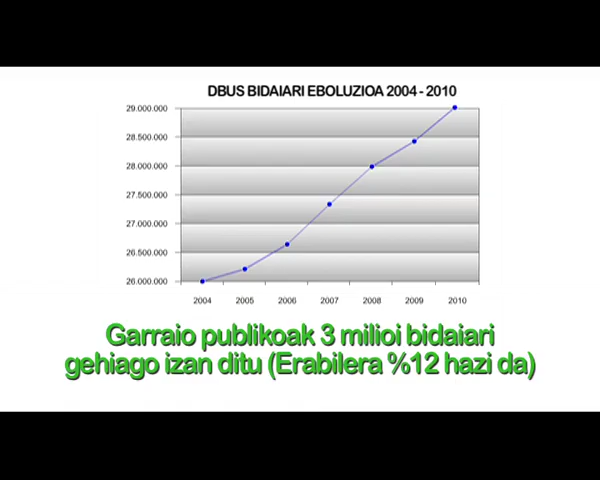 DBUS BIDAIARI EBOLUZIOA 2004 - 2010
29.000.000
28.500.000
28.000.000
27.500.000
27.000.000
26.500.000
26.000.000
2004 2005 2006 2007 2008 2009 2010
Garraio publikoak 3 milioi bidaiari
gehiago izan ditu (Erabilera %12 hazi da)